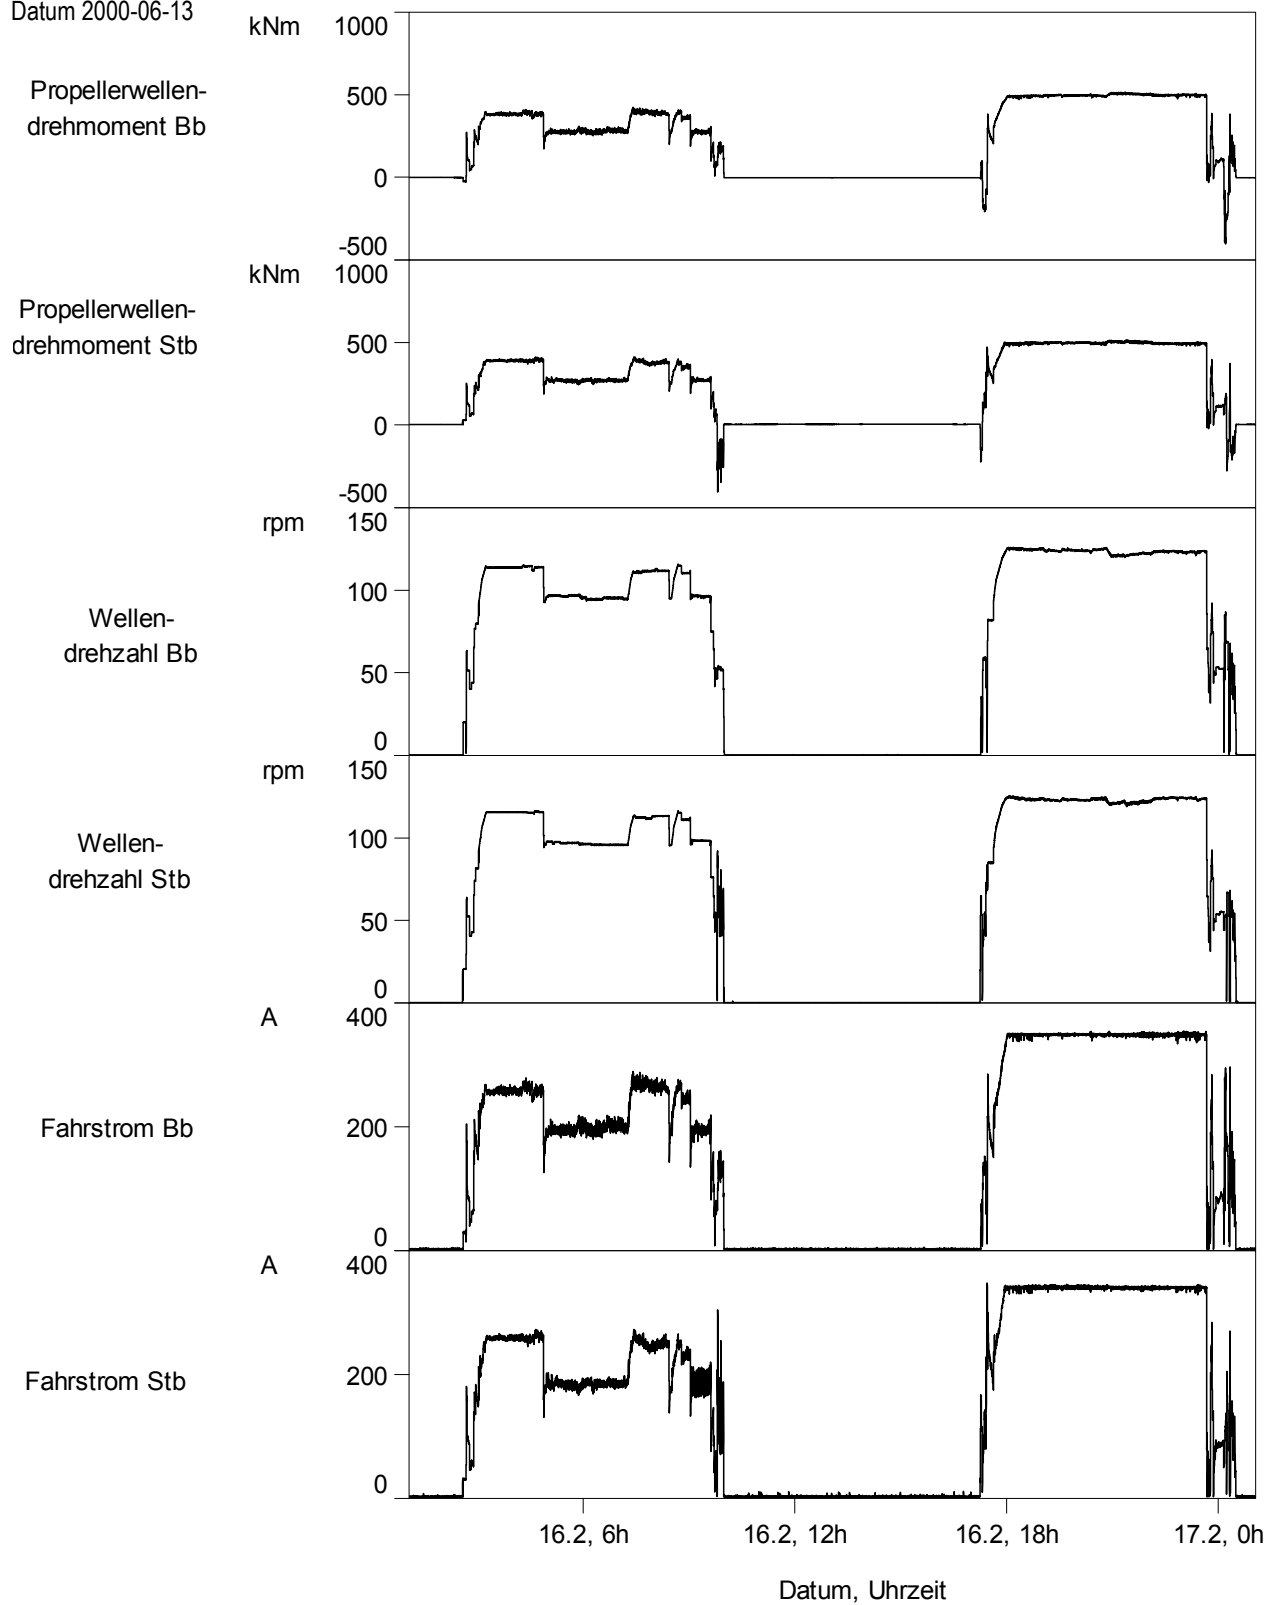 Datum 2000-06-13
kNm 1000
Propellerwellen-
drehmoment Bb
500
0
-500
kNm 1000
Propellerwellen-
drehmoment Stb
500
0
-500
rpm 150
100
Wellen-
drehzahl Bb
50
0
rpm 150
100
Wellen-
drehzahl Stb
50
0
A 400
Fahrstrom Bb 200
0
A 400
Fahrstrom Stb 200
0
16.2, 6h 16.2, 12h 16.2, 18h 17.2, 0h
Datum, Uhrzeit